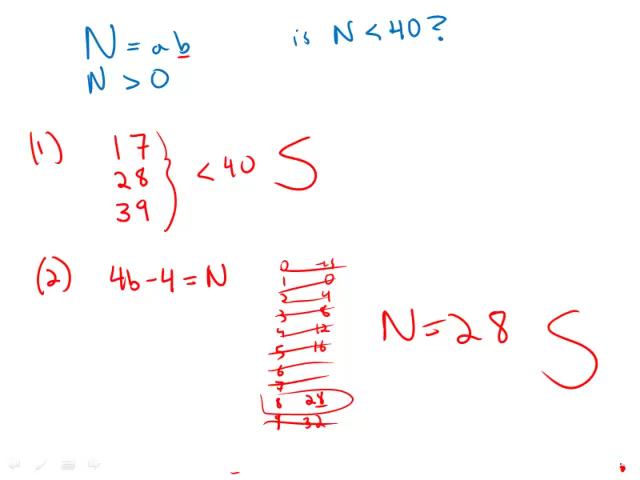 N = ab is N < 40?
N > 0
(1) 17
28 < 40 S
39
(2) 4b - 4 = N
0 -4
1 0
2 4
3 8
4 12
5 16
6
7
8 28
9 32
N = 28 S